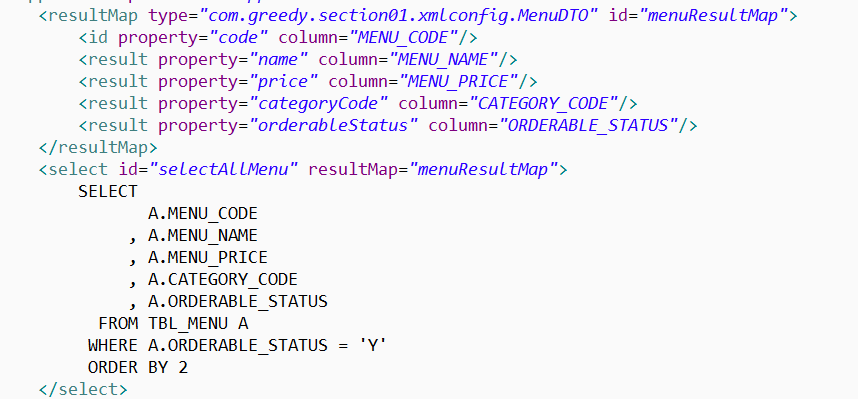 <resultMap type="com.greedy.section01.xmlconfig.MenuDTO" id="menuResultMap">
<id property="code" column="MENU_CODE"/>
<result property="name" column="MENU_NAME"/>
<result property="price" column="MENU_PRICE"/>
<result property="categoryCode" column="CATEGORY_CODE"/>
<result property="orderableStatus" column="ORDERABLE_STATUS"/>
</resultMap>
<select id="selectAllMenu" resultMap="menuResultMap">
SELECT
A.MENU_CODE
, A.MENU_NAME
, A.MENU_PRICE
, A.CATEGORY_CODE
, A.ORDERABLE_STATUS
FROM TBL_MENU A
WHERE A.ORDERABLE_STATUS = 'Y'
ORDER BY 2
</select>